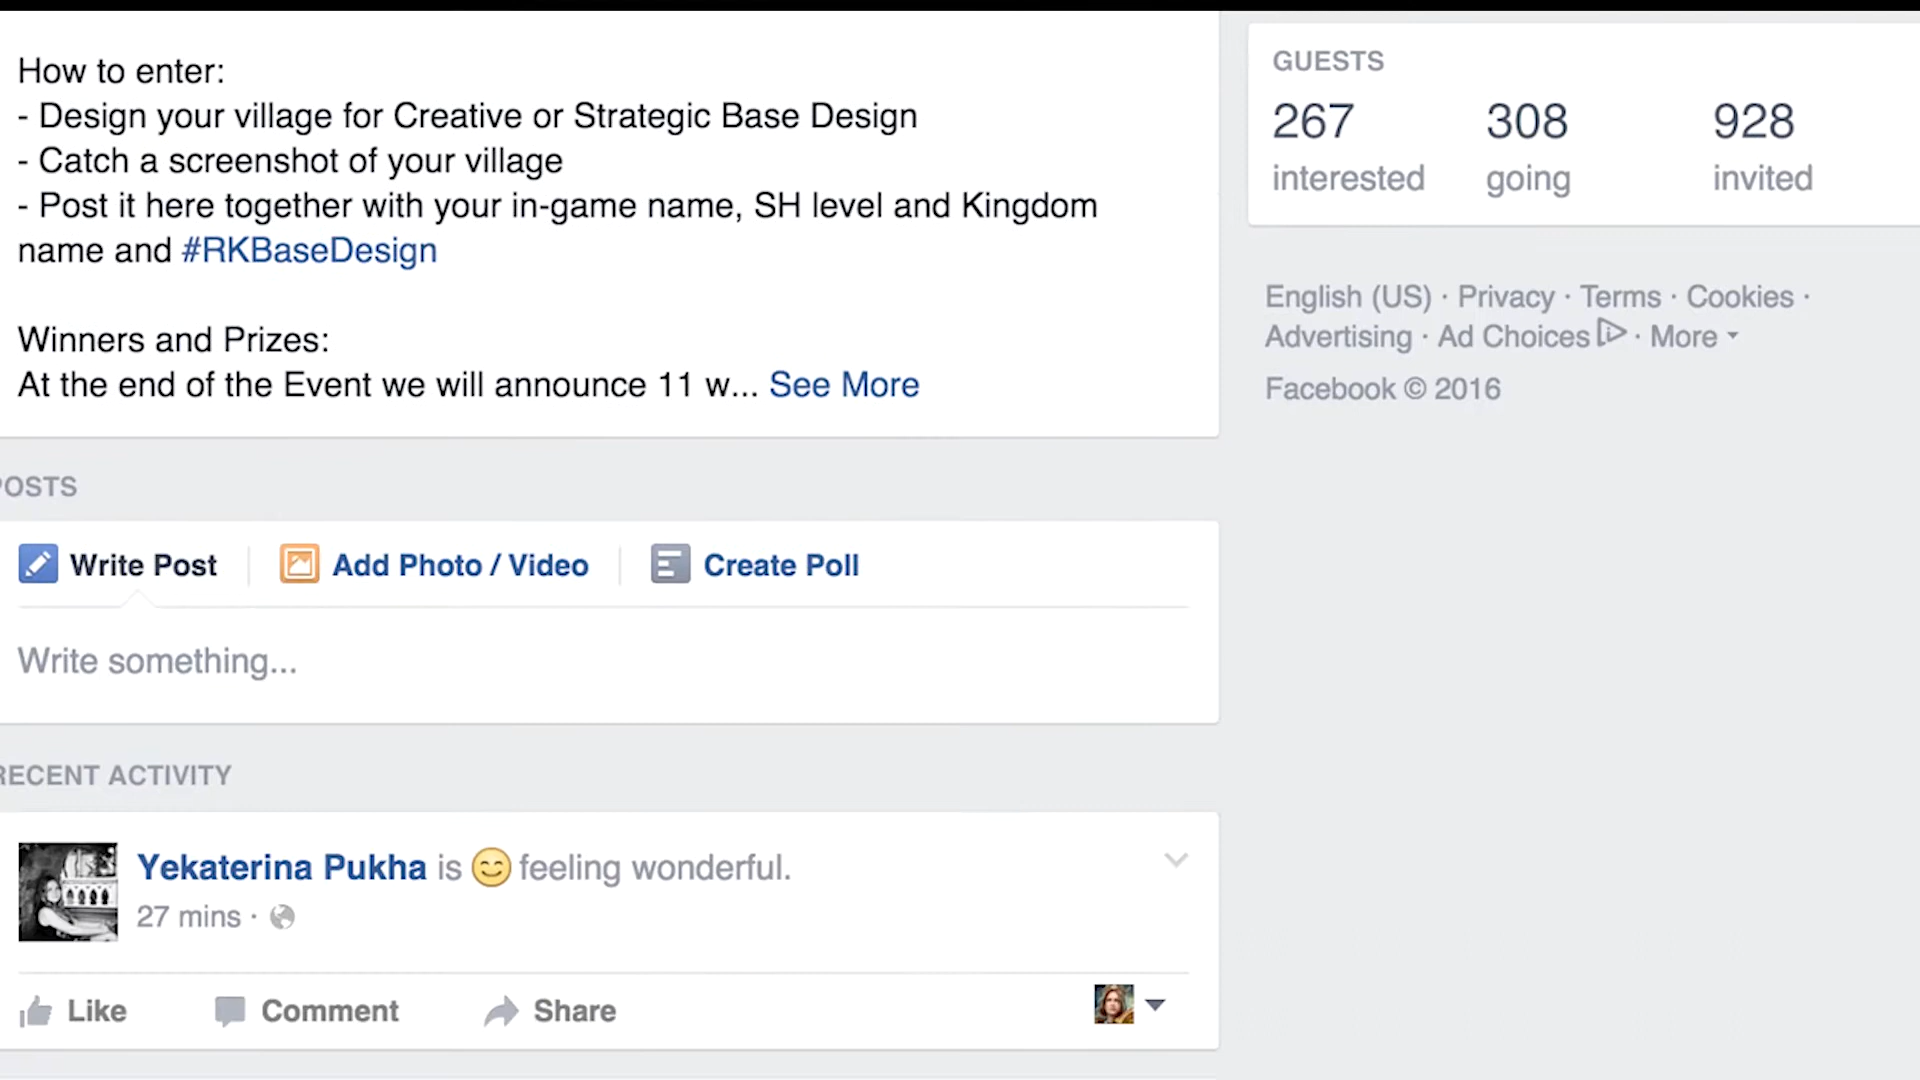 How to enter:
- Design your village for Creative or Strategic Base Design
- Catch a screenshot of your village
- Post it here together with your in-game name, SH level and Kingdom
name and #RKBaseDesign
Winners and Prizes:
At the end of the Event we will announce 11 w... See More
POSTS
Write Post
Add Photo / Video
Create Poll
Write something...
RECENT ACTIVITY
Yekaterina Pukha is 😊 feeling wonderful.
27 mins ·
Like
Comment
Share
GUESTS
267 308 928
interested going invited
English (US) · Privacy · Terms · Cookies ·
Advertising · Ad Choices · More
Facebook © 2016